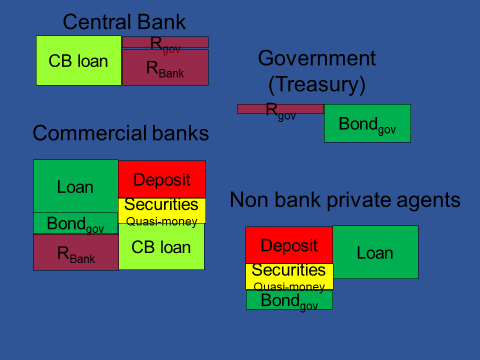 Central Bank
CB loan
Rgov
RBank
Government
(Treasury)
Rgov
Bondgov
Commercial banks
Loan
Deposit
Securities
Quasi-money
Bondgov
RBank
CB loan
Non bank private agents
Deposit
Loan
Securities
Quasi-money
Bondgov